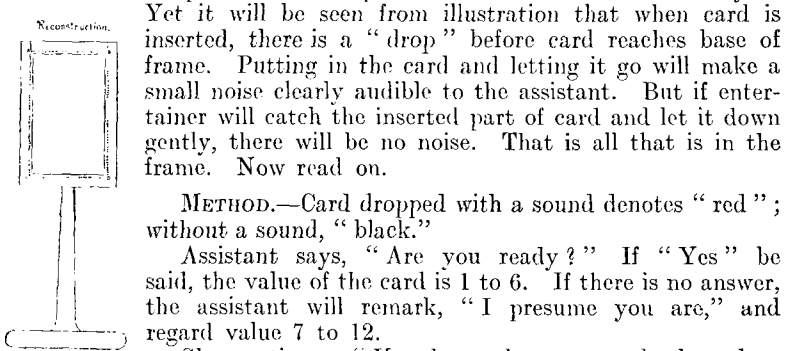 Reconstruction.
Yet it will be seen from illustration that when card is
inserted, there is a “ drop ” before card reaches base of
frame. Putting in the card and letting it go will make a
small noise clearly audible to the assistant. But if enter-
tainer will catch the inserted part of card and let it down
gently, there will be no noise. That is all that is in the
frame. Now read on.
METHOD.—Card dropped with a sound denotes “ red ” ;
without a sound, “ black.”
Assistant says, “ Are you ready ? ” If “ Yes ” be
said, the value of the card is 1 to 6. If there is no answer,
the assistant will remark, “ I presume you are,” and
regard value 7 to 12.